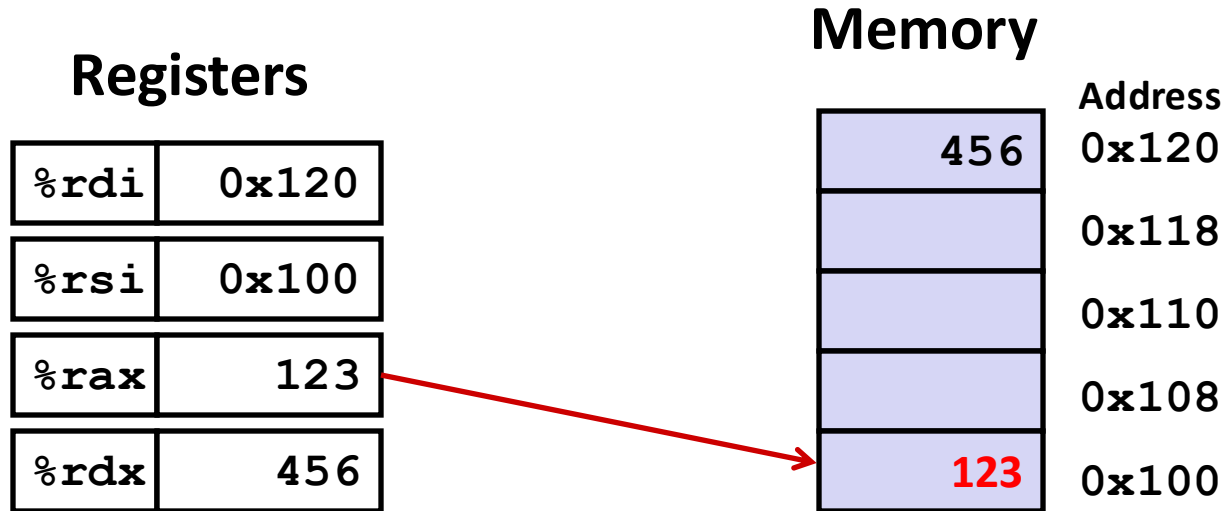 Registers
%rdi 0x120
%rsi 0x100
%rax 123
%rdx 456
Memory
Address
456 0x120
0x118
0x110
0x108
123 0x100